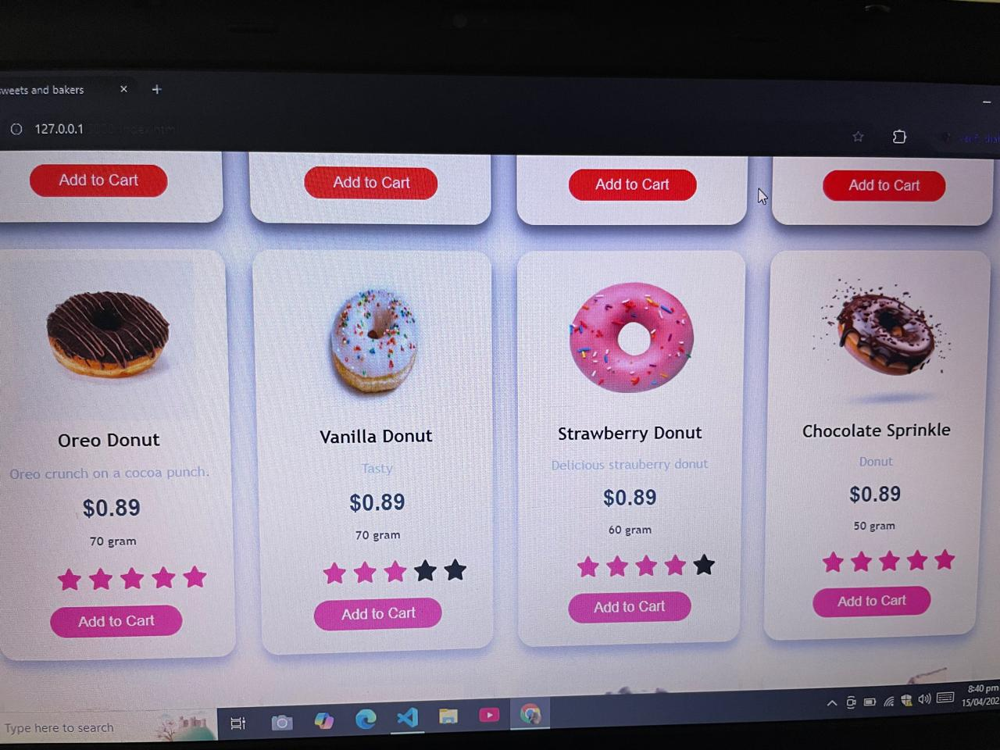 sweets and bakers
127.0.0.1
Add to Cart
Add to Cart
Add to Cart
Add to Cart
Oreo Donut
Oreo crunch on a cocoa punch.
$0.89
70 gram
Add to Cart
Vanilla Donut
Tasty
$0.89
70 gram
Add to Cart
Strawberry Donut
Delicious strauberry donut
$0.89
60 gram
Add to Cart
Chocolate Sprinkle
Donut
$0.89
50 gram
Add to Cart
Type here to search
8:40 pm
15/04/202